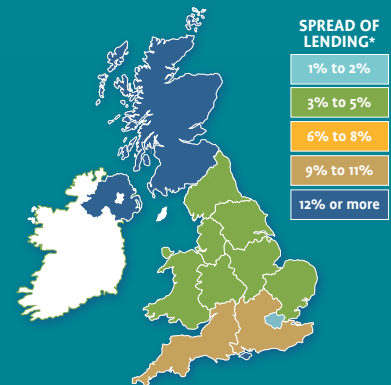 SPREAD OF
LENDING*
1% to 2%
3% to 5%
6% to 8%
9% to 11%
12% or more